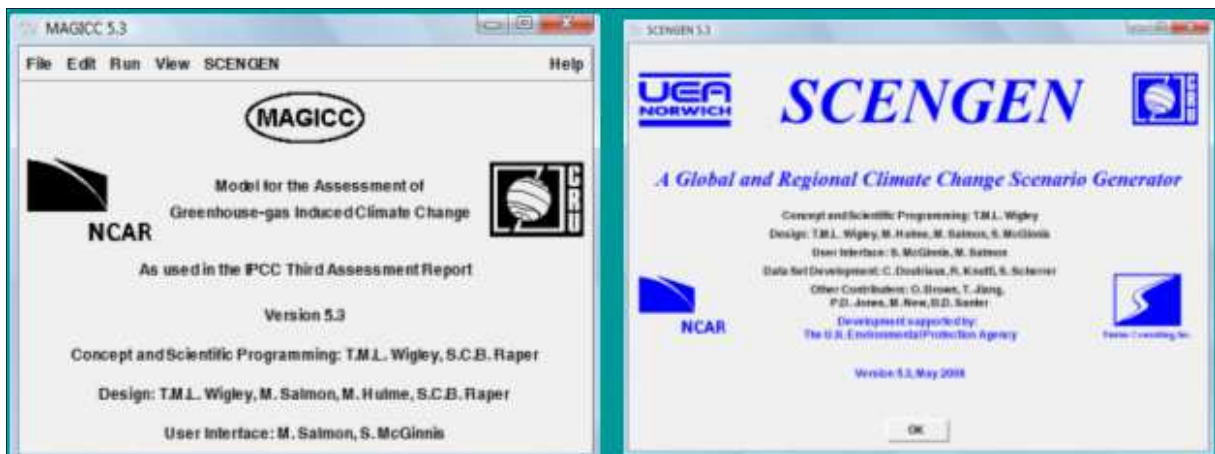 MAGICC 5.3
File Edit Run View SCENGEN Help
MAGICC
NCAR
Model for the Assessment of
Greenhouse-gas Induced Climate Change
CRU
As used in the IPCC Third Assessment Report
Version 5.3
Concept and Scientific Programming: T.M.L. Wigley, S.C.B. Raper
Design: T.M.L. Wigley, M. Salmon, M. Hulme, S.C.B. Raper
User Interface: M. Salmon, S. McGinnis
SCENGEN 5.3
UEA
NORWICH
SCENGEN
CRU
A Global and Regional Climate Change Scenario Generator
Concept and Scientific Programming: T.M.L. Wigley
Design: T.M.L. Wigley, M. Hulme, M. Salmon, S. McGinnis
User Interface: S. McGinnis, M. Salmon
Data Set Development: C. Doutriaux, R. Knutti, S. Scherrer
Other Contributors: O. Brown, T. Jiang,
P.D. Jones, M. New, B.D. Santer
Development supported by:
The U.S. Environmental Protection Agency
NCAR
Consulting
Version 5.3, May 2008
OK